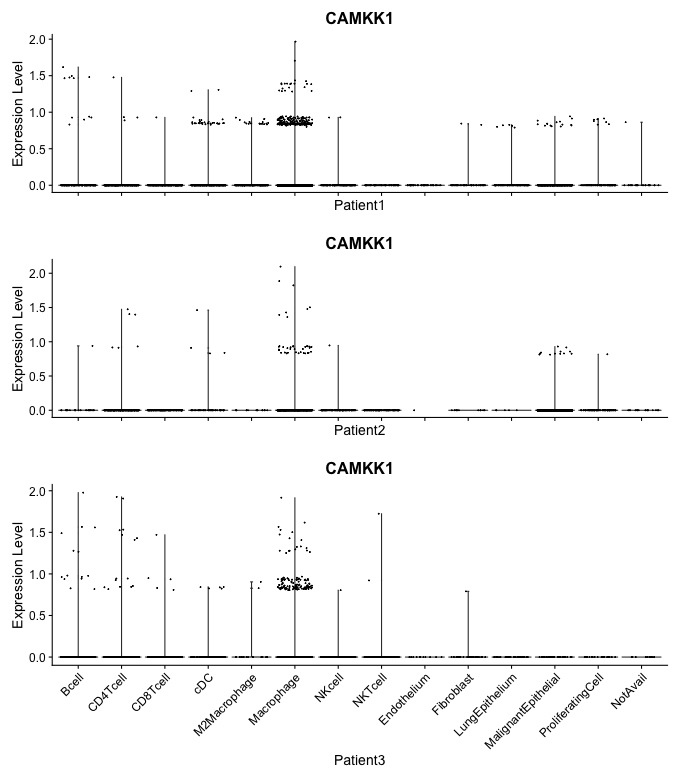 CAMKK1
Expression Level
2.0
1.5
1.0
0.5
0.0
Patient1
CAMKK1
Expression Level
2.0
1.5
1.0
0.5
0.0
Patient2
CAMKK1
Expression Level
2.0
1.5
1.0
0.5
0.0
Bcell
CD4Tcell
CD8Tcell
cDC
M2Macrophage
Macrophage
NKcell
NKTcell
Endothelium
Fibroblast
LungEpithelium
MalignantEpithelial
ProliferatingCell
NotAvail
Patient3